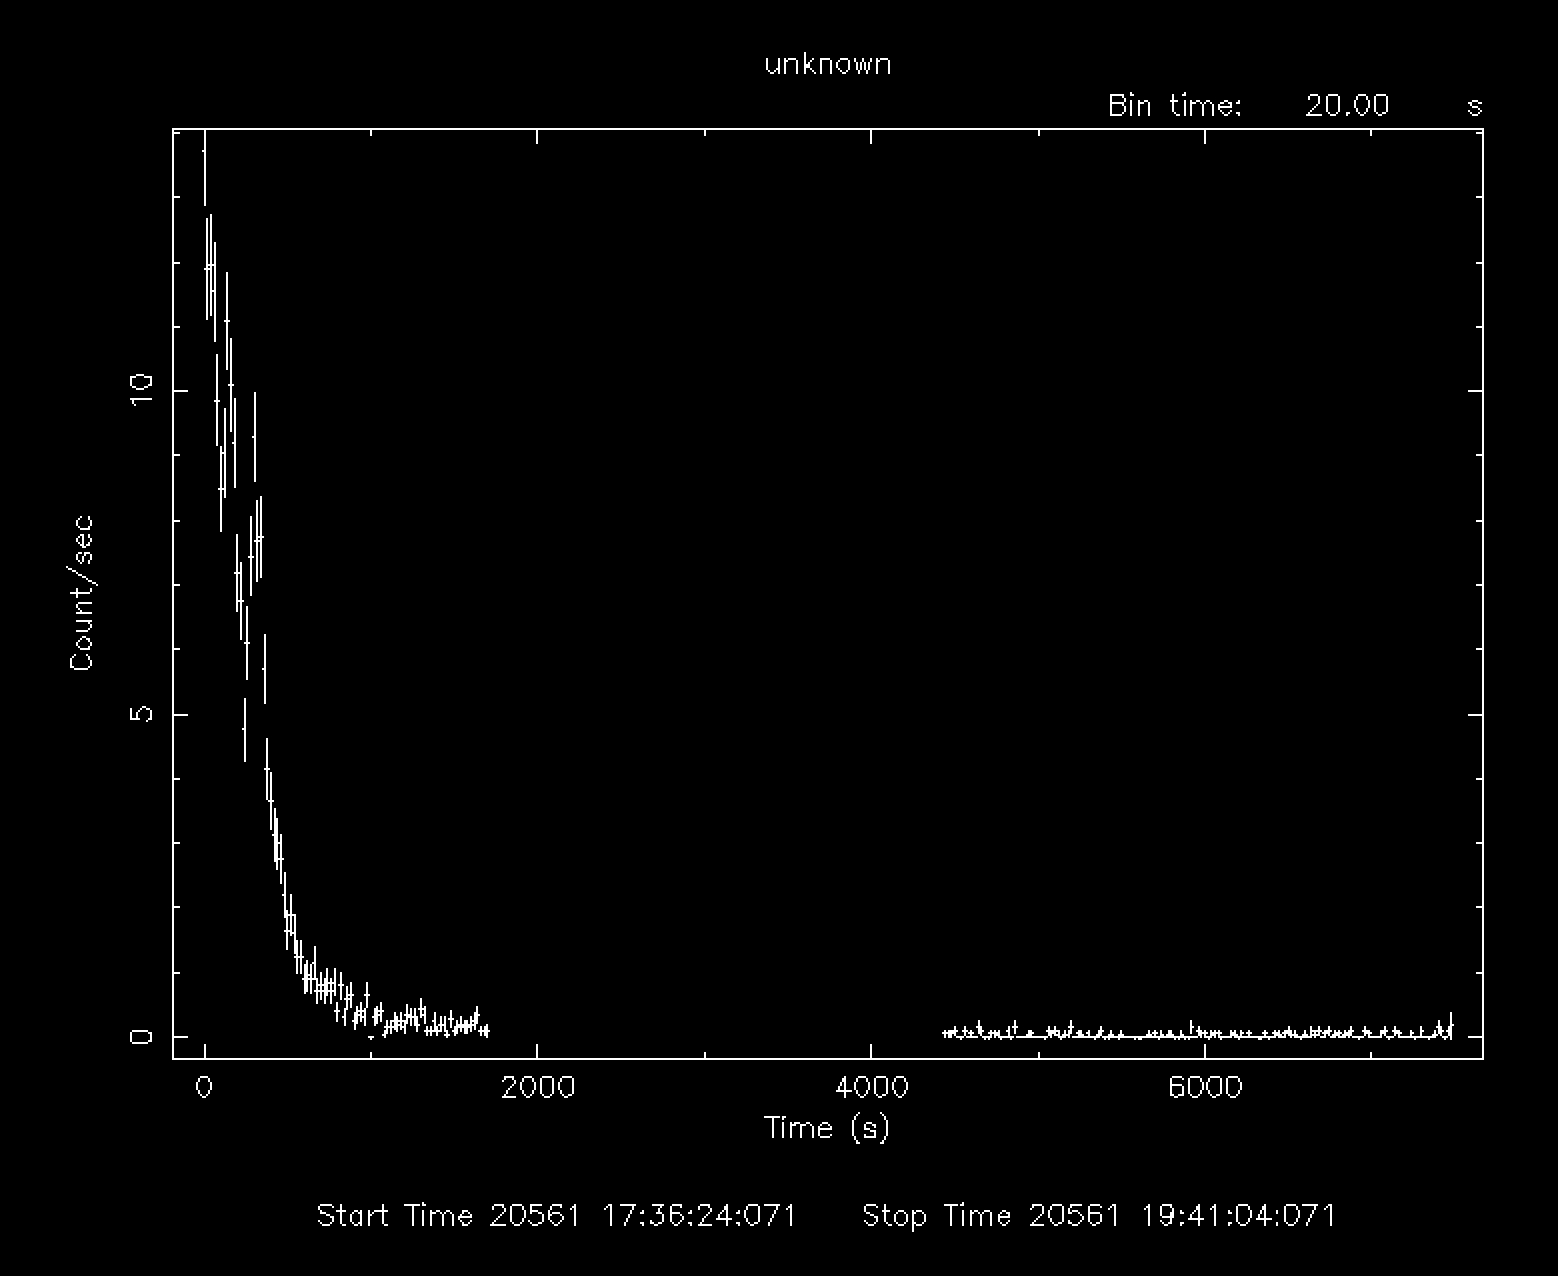 unknown
Bin time: 20.00 s
10
5
0
Count/sec
0 2000 4000 6000
Time (s)
Start Time 20561 17:36:24:071 Stop Time 20561 19:41:04:071